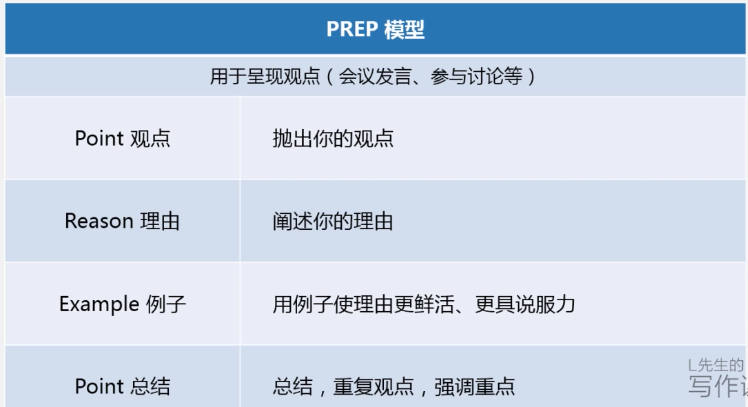 PREP 模型
用于呈现观点（会议发言、参与讨论等）
Point 观点 抛出你的观点
Reason 理由 阐述你的理由
Example 例子 用例子使理由更鲜活、更具说服力
Point 总结 总结，重复观点，强调重点
L先生的
写作